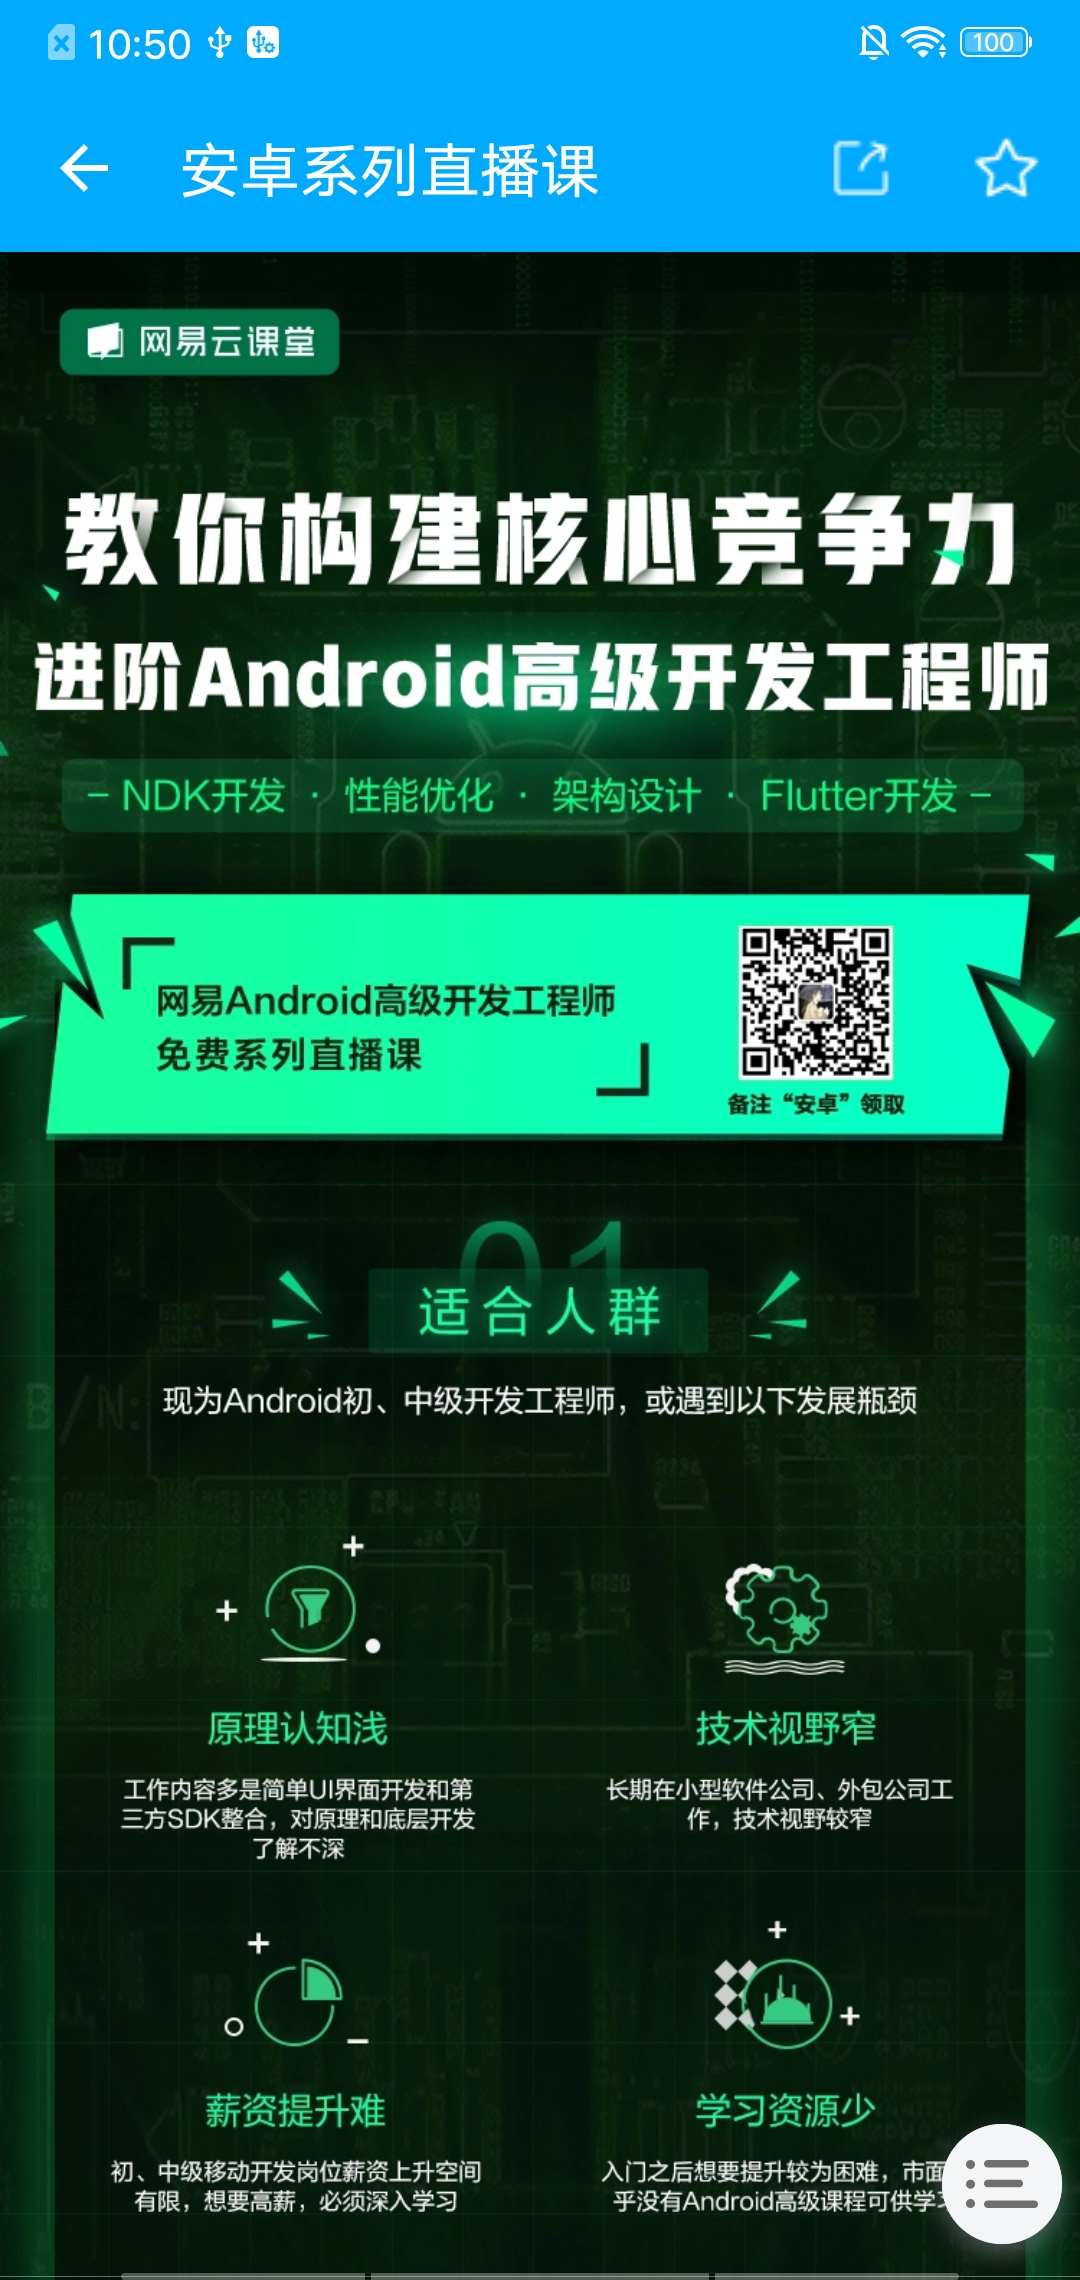 10:50
100
安卓系列直播课
网易云课堂
教你构建核心竞争力
进阶Android高级开发工程师
– NDK开发 · 性能优化 · 架构设计 · Flutter开发 –
网易Android高级开发工程师
免费系列直播课
备注“安卓”领取
01
适合人群
现为Android初、中级开发工程师，或遇到以下发展瓶颈
原理认知浅
工作内容多是简单UI界面开发和第
三方SDK整合，对原理和底层开发
了解不深
技术视野窄
长期在小型软件公司、外包公司工
作，技术视野较窄
薪资提升难
初、中级移动开发岗位薪资上升空间
有限，想要高薪，必须深入学习
学习资源少
入门之后想要提升较为困难，市面
乎没有Android高级课程可供学